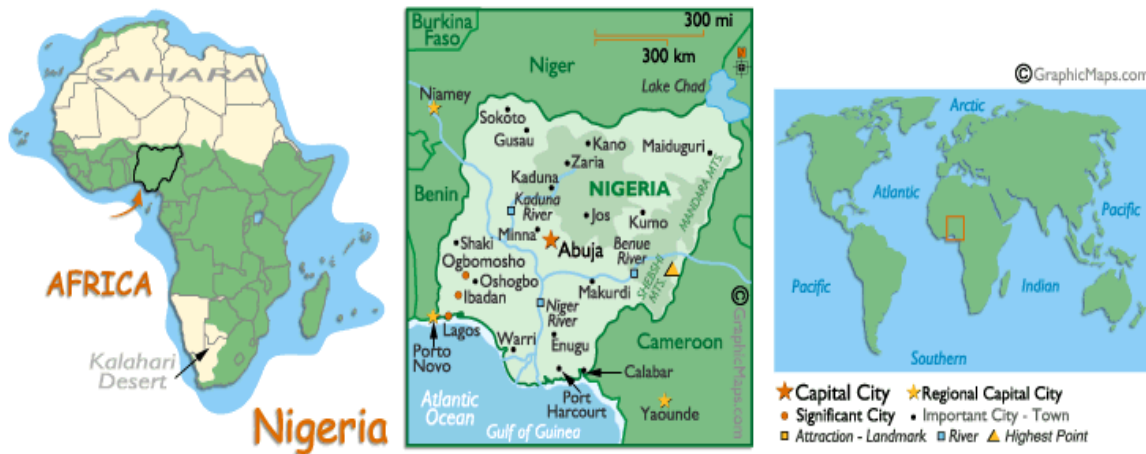 SAHARA
AFRICA
Kalahari
Desert
Nigeria
Burkina
Faso
300 mi
300 km
Niger
Lake Chad
Niamey
Sokoto
Gusau
Kano
Zaria
Maiduguri
Kaduna
Kaduna
River
NIGERIA
MANDARA MTS.
Benin
Jos
Kumo
Minna
Abuja
Shaki
Ogbomosho
Oshogbo
Ibadan
Benue
River
SHEBSHI
MTS.
Makurdi
Niger
River
Lagos
Porto
Novo
Warri
Enugu
Cameroon
Calabar
Port
Harcourt
Yaounde
Atlantic
Ocean
Gulf of Guinea
©GraphicMaps.com
©GraphicMaps.com
Arctic
Atlantic
Pacific
Pacific
Indian
Southern
Capital City
Regional Capital City
Significant City
Important City - Town
Attraction - Landmark
River
Highest Point